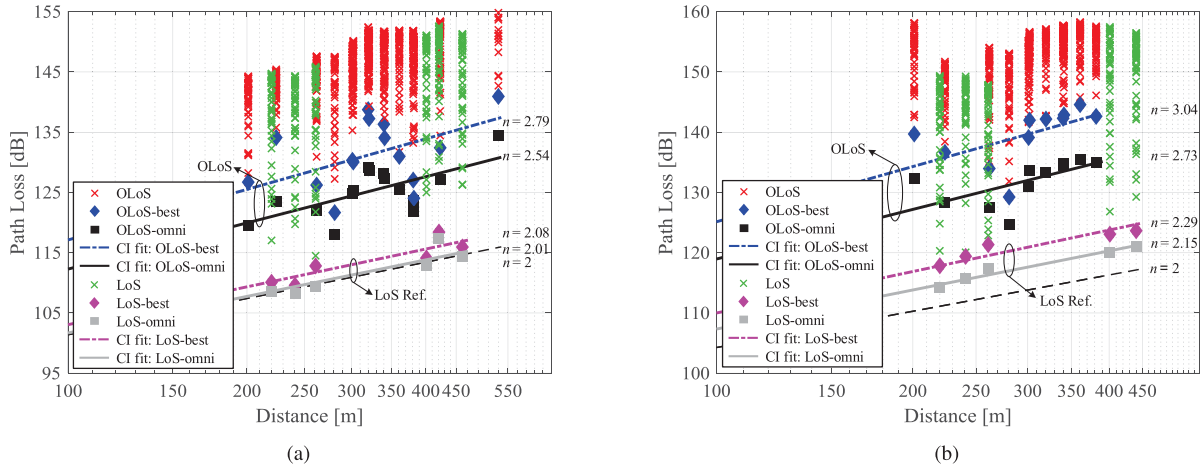 155
145
135
125
115
105
95
Path Loss [dB]
n = 2.79
n = 2.54
n = 2.08
n = 2.01
n = 2
OLoS
LoS Ref.
OLoS
OLoS-best
OLoS-omni
CI fit: OLoS-best
CI fit: OLoS-omni
LoS
LoS-best
LoS-omni
CI fit: LoS-best
CI fit: LoS-omni
100 150 200 250 300 350 400 450 550
Distance [m]
(a)
160
150
140
130
120
110
100
Path Loss [dB]
n = 3.04
n = 2.73
n = 2.29
n = 2.15
n = 2
OLoS
LoS Ref.
OLoS
OLoS-best
OLoS-omni
CI fit: OLoS-best
CI fit: OLoS-omni
LoS
LoS-best
LoS-omni
CI fit: LoS-best
CI fit: LoS-omni
100 150 200 250 300 350 400 450
Distance [m]
(b)